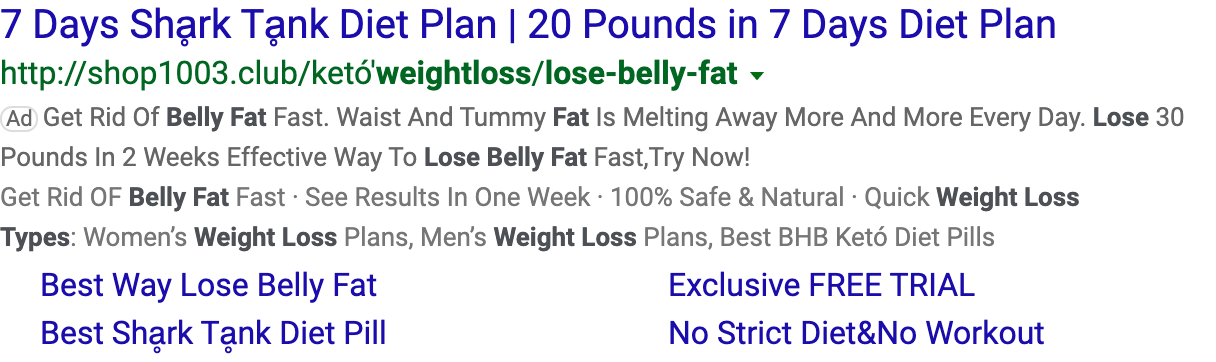 7 Days Sḁrk Tḁnk Diet Plan | 20 Pounds in 7 Days Diet Plan
http://shop1003.club/ketó'weightloss/lose-belly-fat
Ad Get Rid Of Belly Fat Fast. Waist And Tummy Fat Is Melting Away More And More Every Day. Lose 30
Pounds In 2 Weeks Effective Way To Lose Belly Fat Fast,Try Now!
Get Rid OF Belly Fat Fast · See Results In One Week · 100% Safe & Natural · Quick Weight Loss
Types: Women’s Weight Loss Plans, Men’s Weight Loss Plans, Best BHB Ketó Diet Pills
Best Way Lose Belly Fat
Exclusive FREE TRIAL
Best Shḁrk Tḁnk Diet Pill
No Strict Diet&No Workout